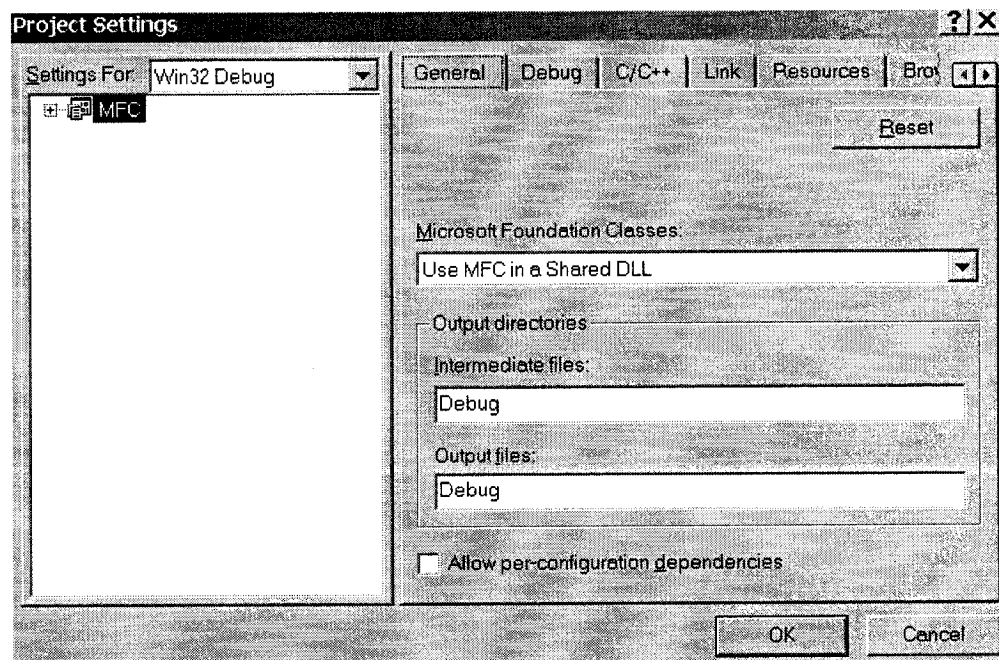 Project Settings
Settings For: Win32 Debug
MFC
General Debug C/C++ Link Resources Brow
Reset
Microsoft Foundation Classes:
Use MFC in a Shared DLL
Output directories
Intermediate files:
Debug
Output files:
Debug
Allow per-configuration dependencies
OK Cancel